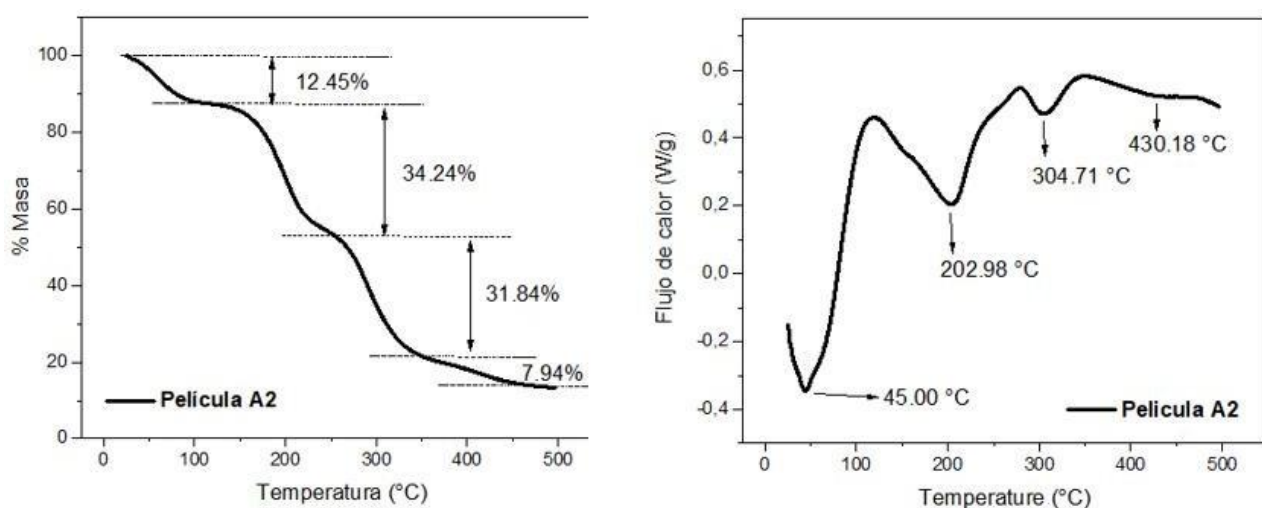 100
80
60
40
20
0
% Masa
12.45%
34.24%
31.84%
7.94%
Película A2
0 100 200 300 400 500
Temperatura (°C)
0,6
0,4
0,2
0,0
-0,2
-0,4
Flujo de calor (W/g)
430.18 °C
304.71 °C
202.98 °C
45.00 °C
Pelicula A2
0 100 200 300 400 500
Temperature (°C)